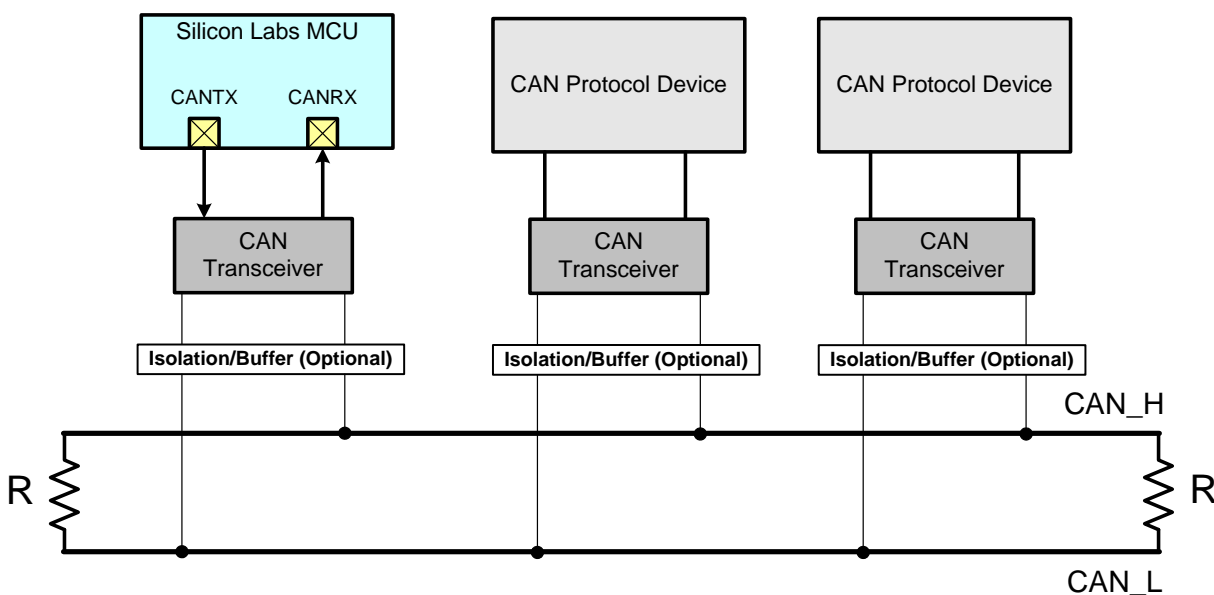 Silicon Labs MCU
CANTX
CANRX
CAN Protocol Device
CAN Protocol Device
CAN
Transceiver
CAN
Transceiver
CAN
Transceiver
Isolation/Buffer (Optional)
Isolation/Buffer (Optional)
Isolation/Buffer (Optional)
CAN_H
R
R
CAN_L